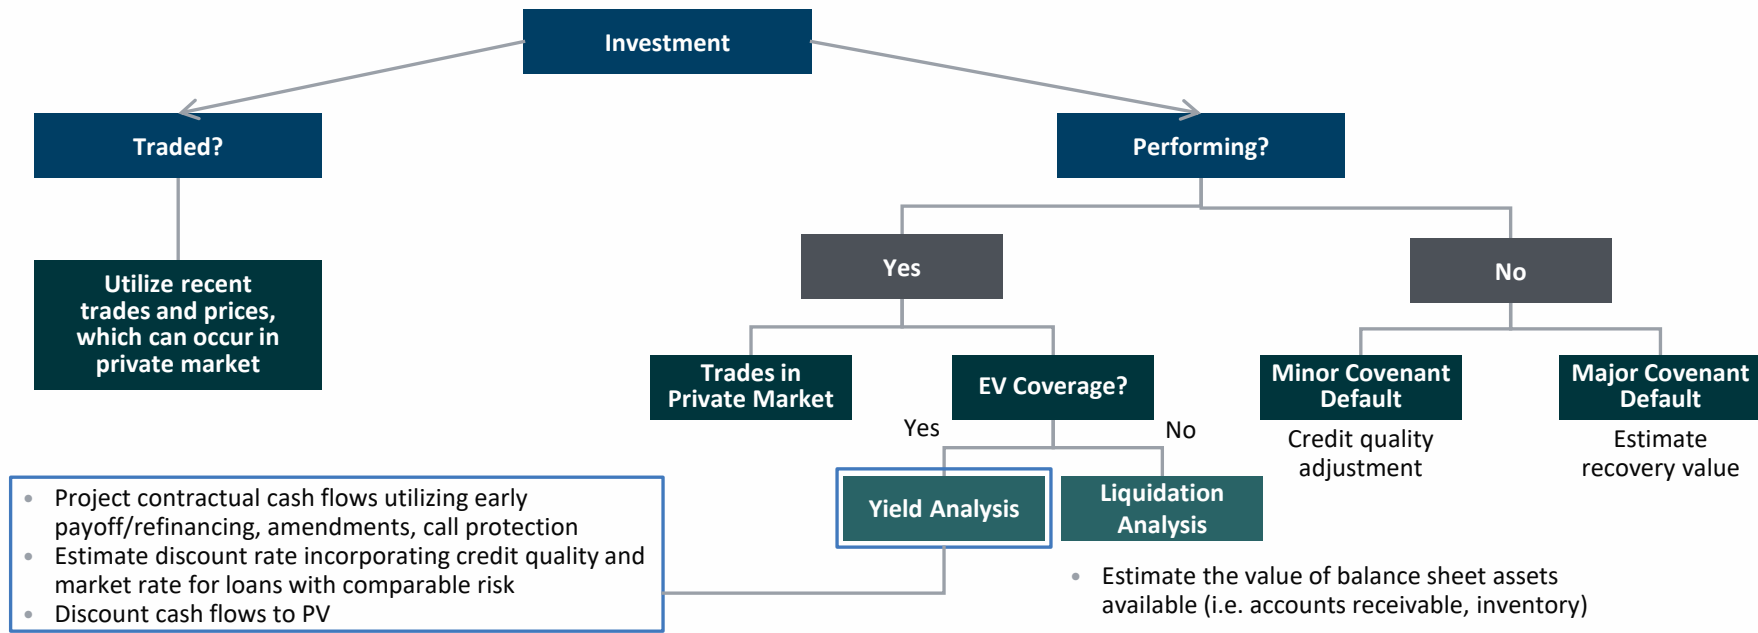 Investment
Traded?
Performing?
Utilize recent
trades and prices,
which can occur in
private market
Yes
No
Trades in
Private Market
EV Coverage?
Minor Covenant
Default
Major Covenant
Default
Credit quality
adjustment
Estimate
recovery value
Yes
No
Yield Analysis
Liquidation
Analysis
• Project contractual cash flows utilizing early
payoff/refinancing, amendments, call protection
• Estimate discount rate incorporating credit quality and
market rate for loans with comparable risk
• Discount cash flows to PV
• Estimate the value of balance sheet assets
available (i.e. accounts receivable, inventory)